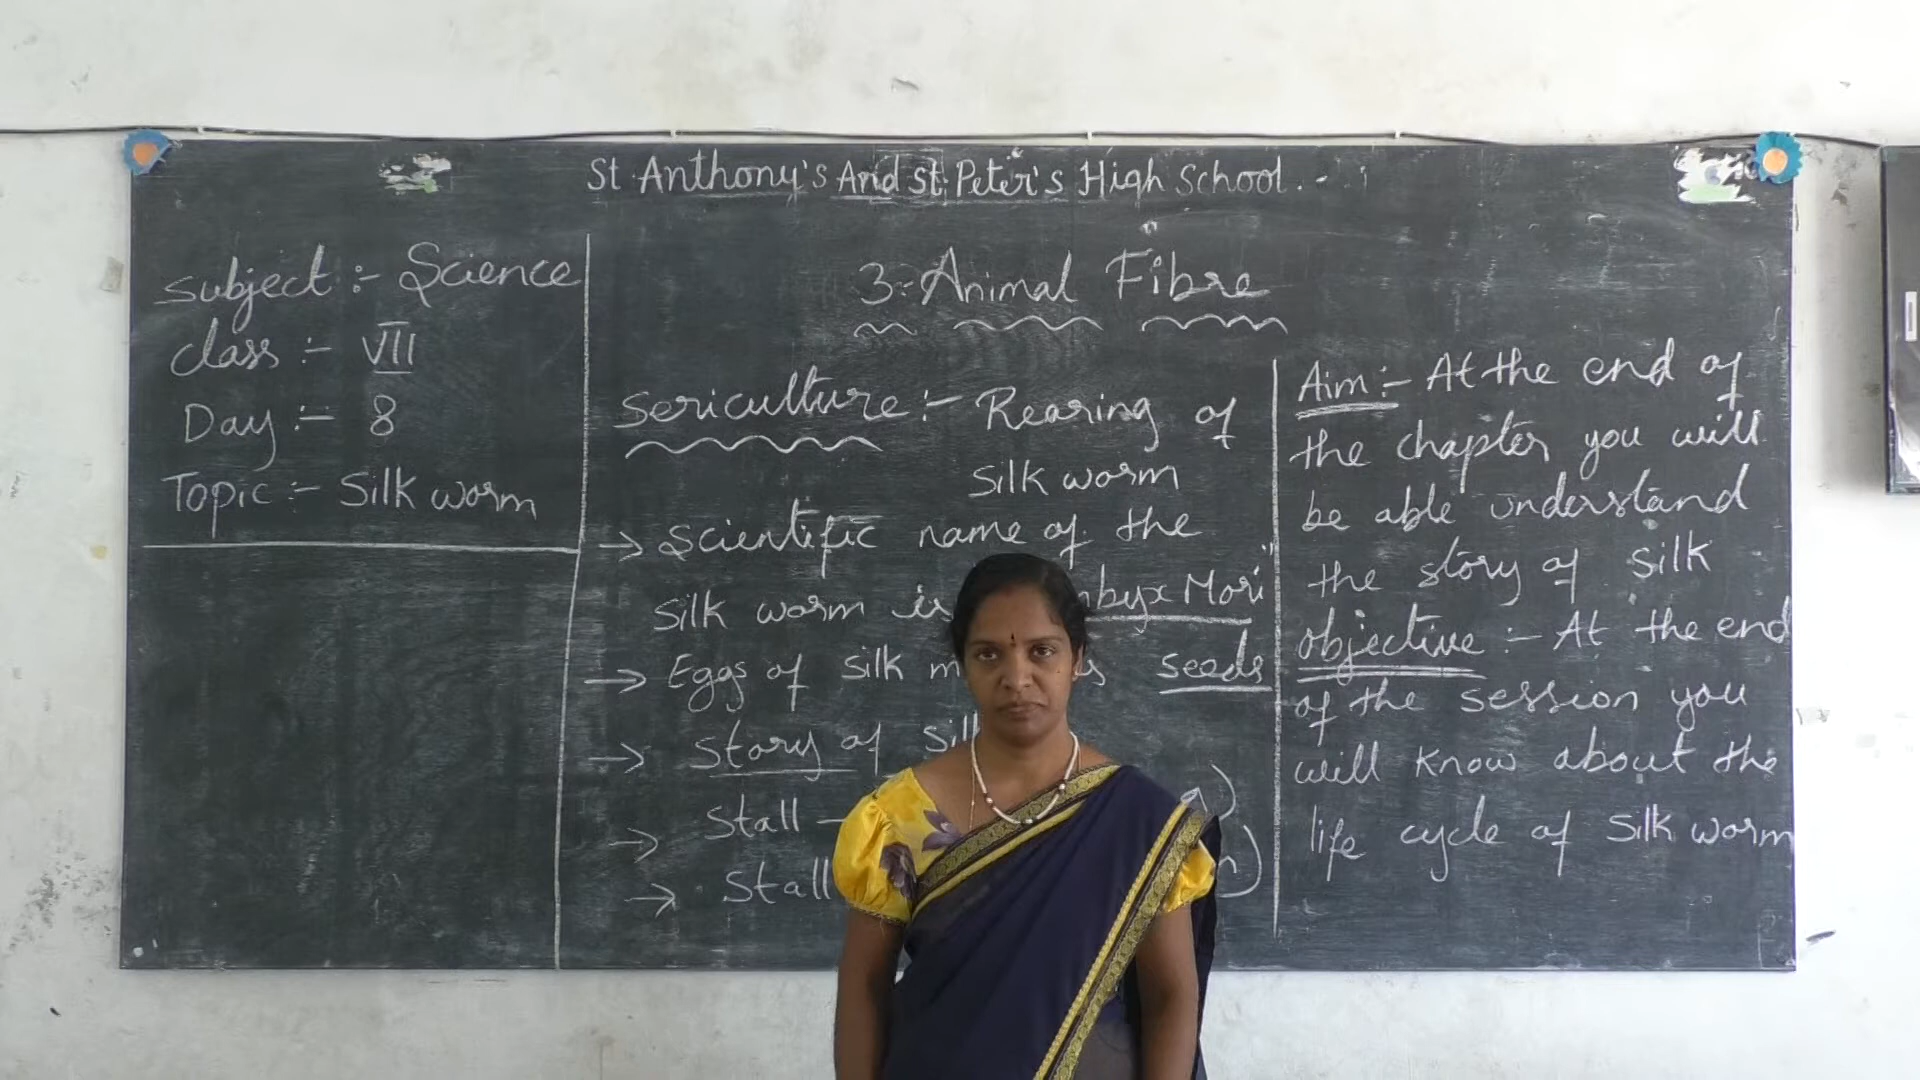 St Anthony's And St. Peter's High School.
Subject :- Science
class :- VII
Day :- 8
Topic :- Silk worm
3:- Animal Fibre
Sericulture :- Rearing of
Silk worm
→ Scientific name of the
Silk worm is Mori"
→ Eggs of silk seeds
→ Story of
→ Stall -
→ Stall
Aim :- At the end of
the chapter you will
be able understand
the story of silk
objective :- At the end
of the session you
will know about the
life cycle of Silk worm